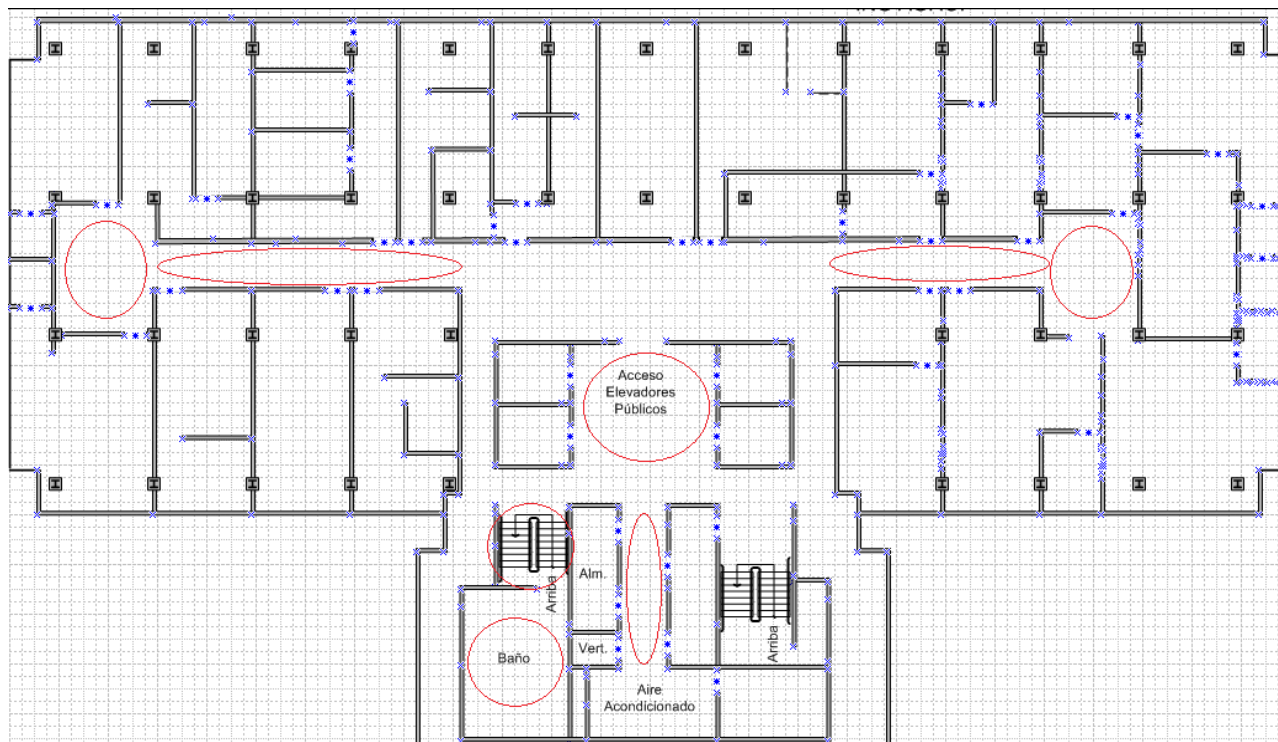 Acceso
Elevadores
Públicos
Alm.
Arriba
Vert.
Arriba
Baño
Aire
Acondicionado